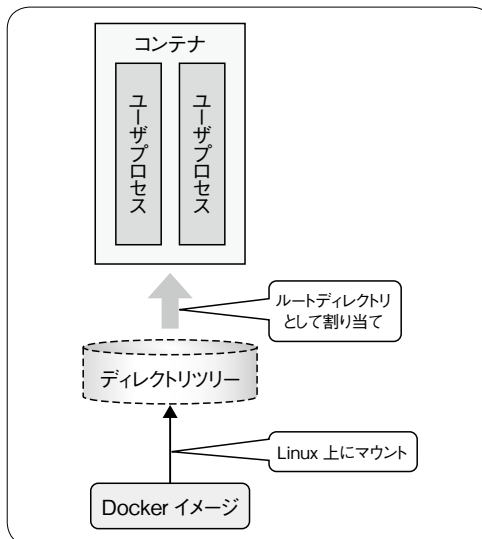 コンテナ
ユーザプロセス
ユーザプロセス
ルートディレクトリ
として割り当て
ディレクトリツリー
Linux 上にマウント
Docker イメージ